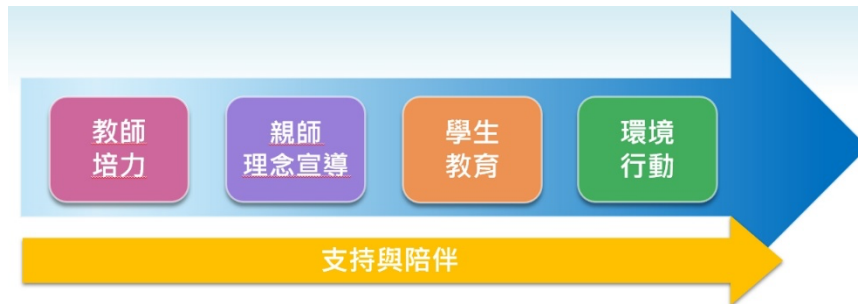 教師
培力
親師
理念宣導
學生
教育
環境
行動
支持與陪伴